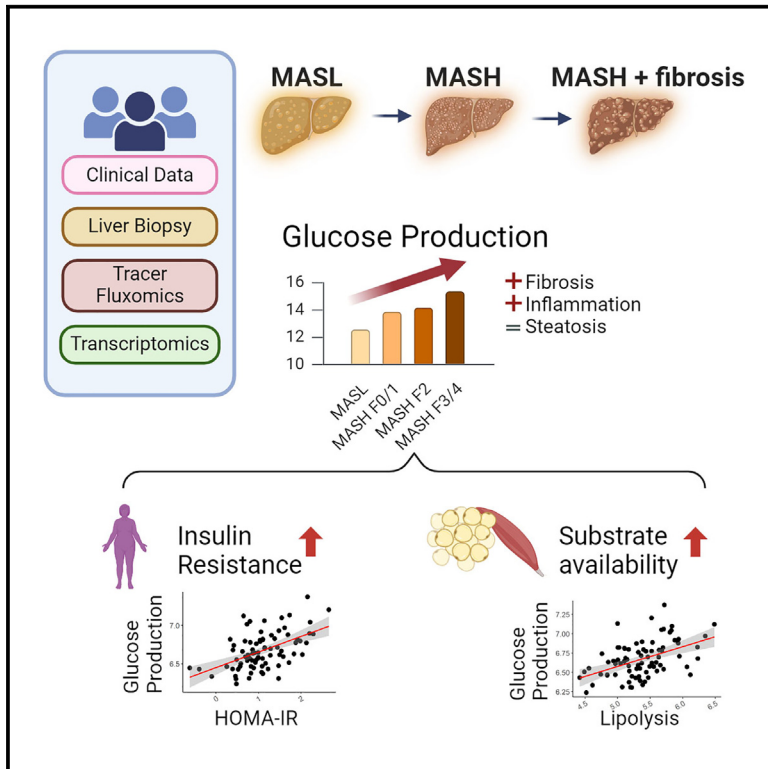 MASL
MASH
MASH + fibrosis
Clinical Data
Liver Biopsy
Tracer
Fluxomics
Transcriptomics
Glucose Production
16
14
12
10
+ Fibrosis
+ Inflammation
= Steatosis
MASL
MASH F0/1
MASH F2
MASH F3/4
Insulin
Resistance
Glucose
Production
7.0
6.5
0
1
2
HOMA-IR
Substrate
availability
Glucose
Production
7.25
7.00
6.75
6.50
6.25
4.5
5.0
5.5
6.0
6.5
Lipolysis